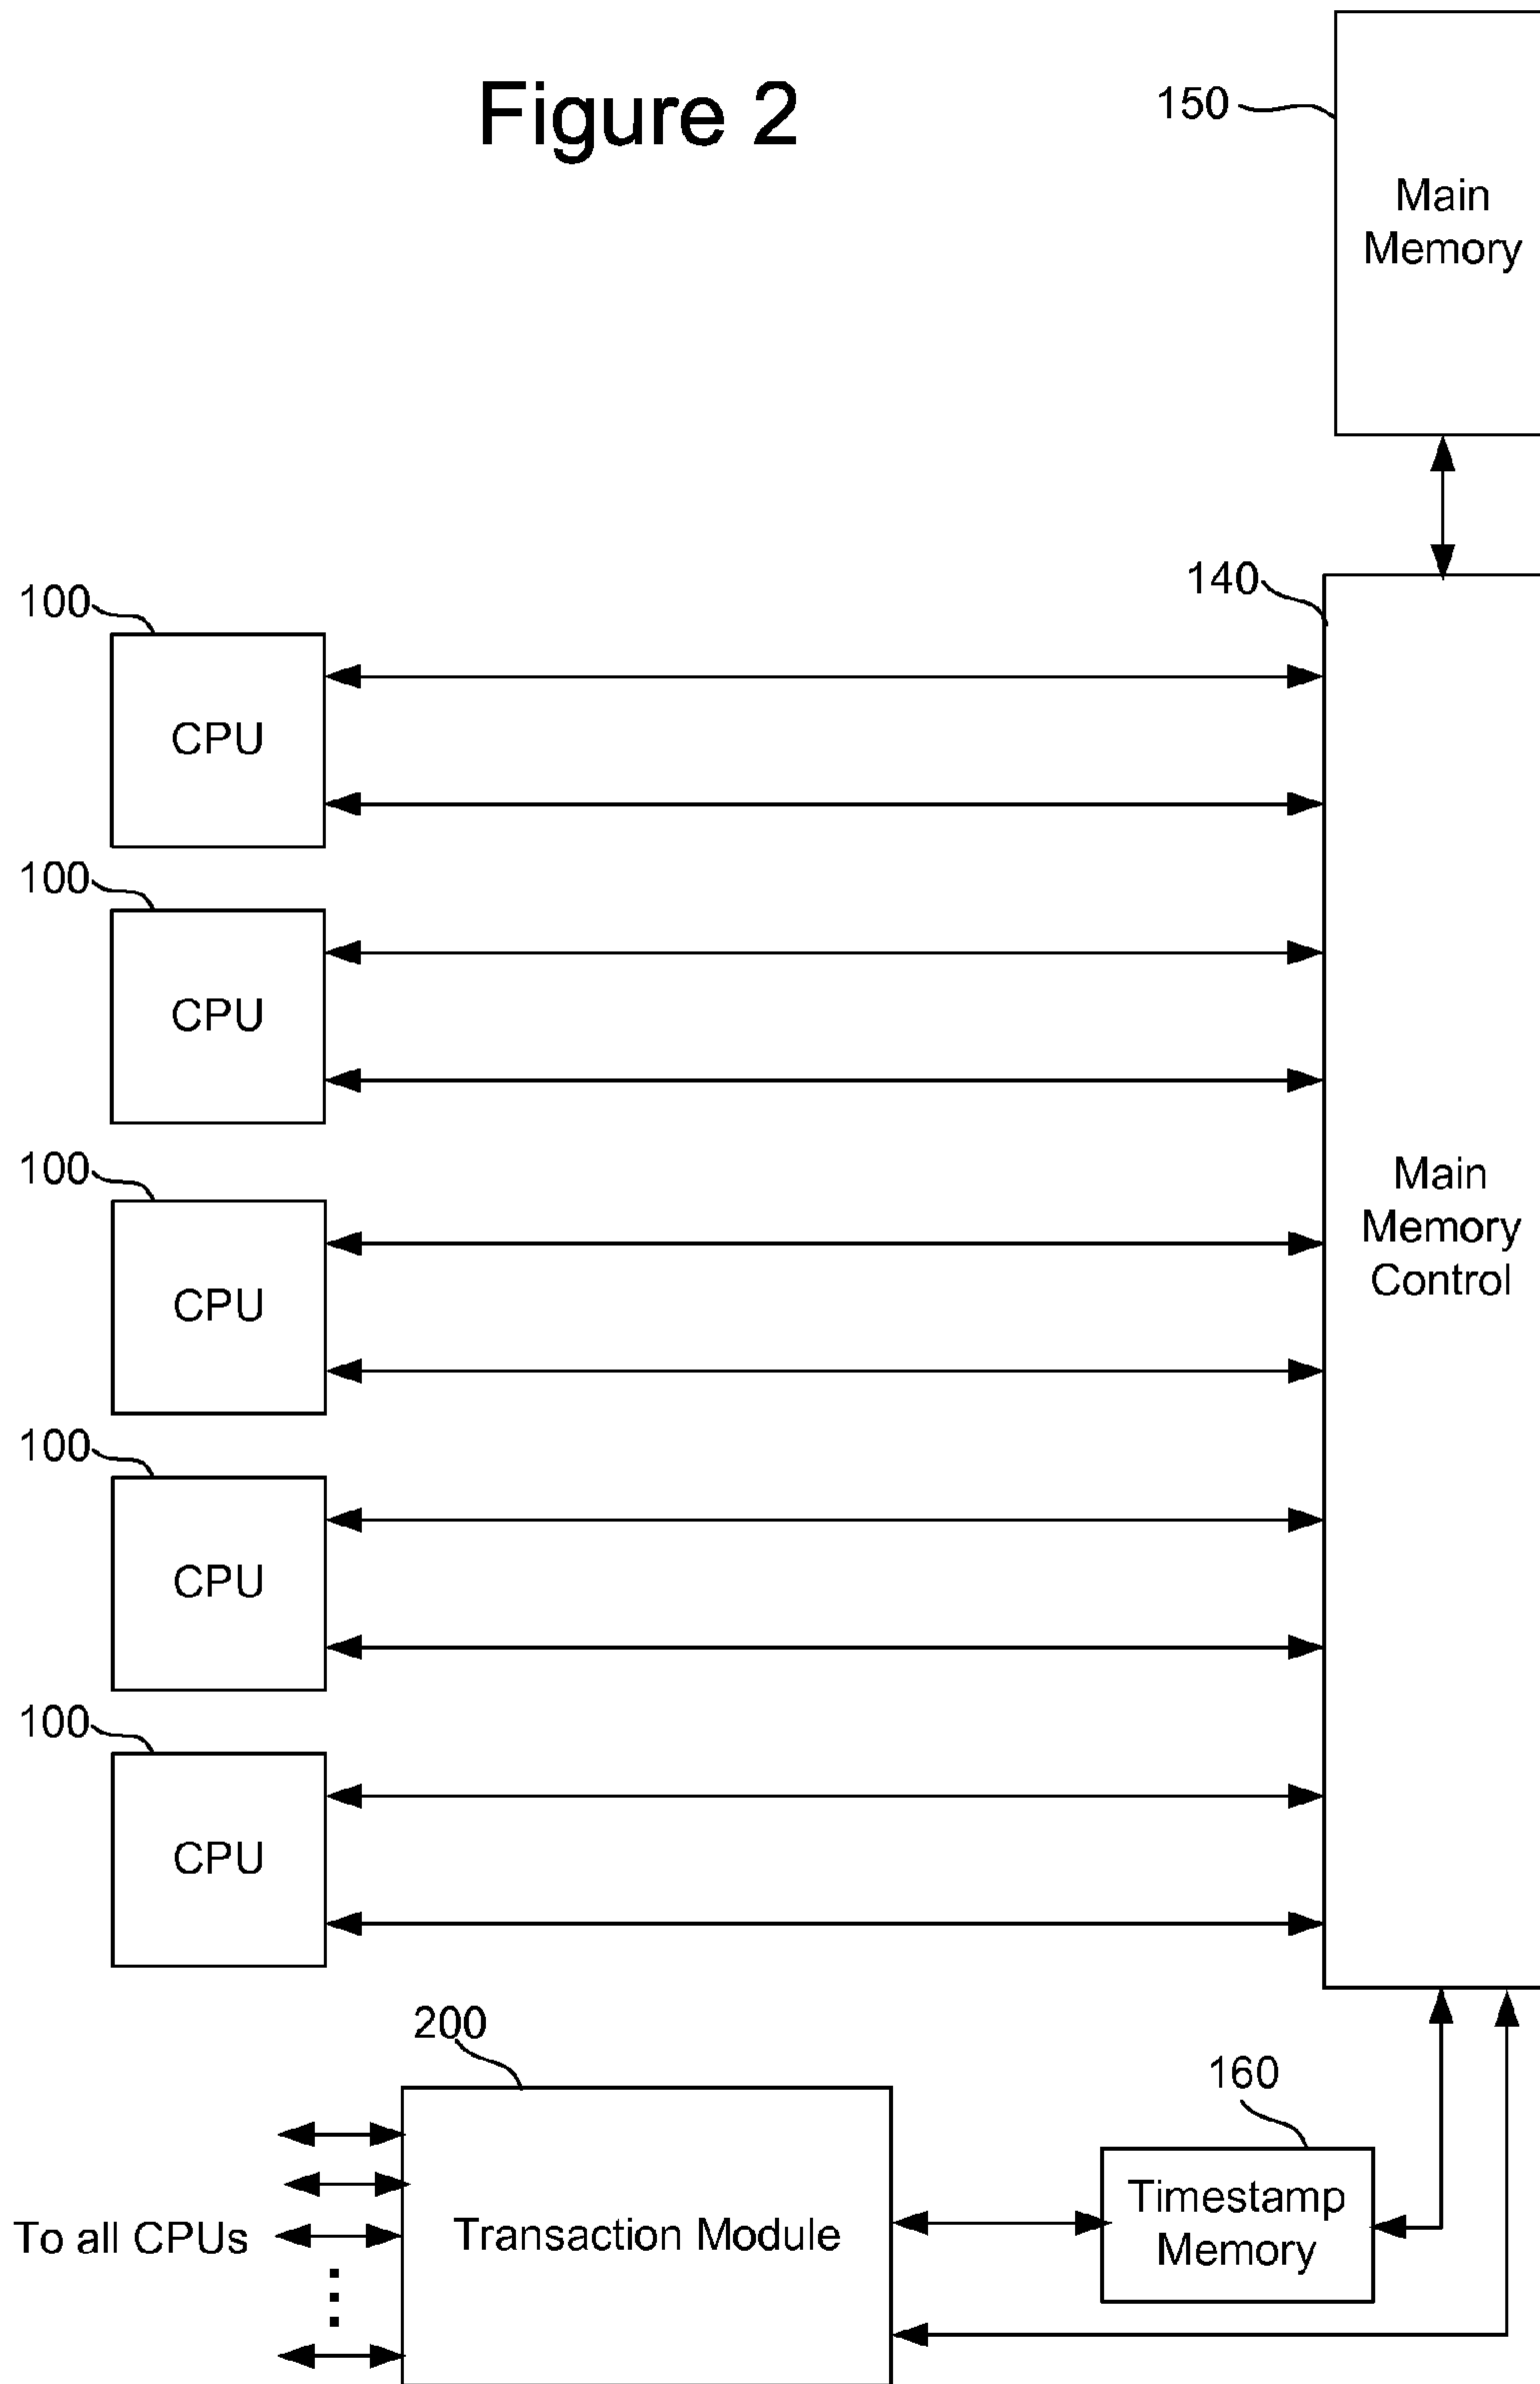 Figure 2
150
Main
Memory
140
100
CPU
100
CPU
100
CPU
100
CPU
100
CPU
Main
Memory
Control
200
160
To all CPUs
Transaction Module
Timestamp
Memory